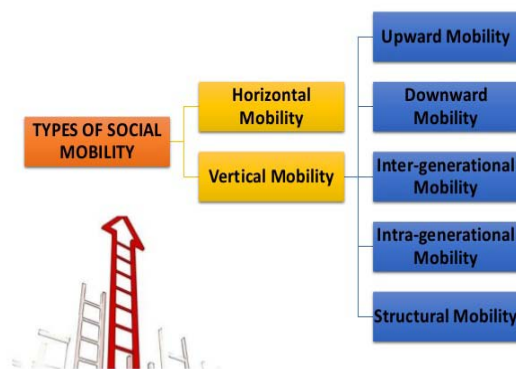 TYPES OF SOCIAL
MOBILITY
Horizontal
Mobility
Vertical Mobility
Upward Mobility
Downward
Mobility
Inter-generational
Mobility
Intra-generational
Mobility
Structural Mobility